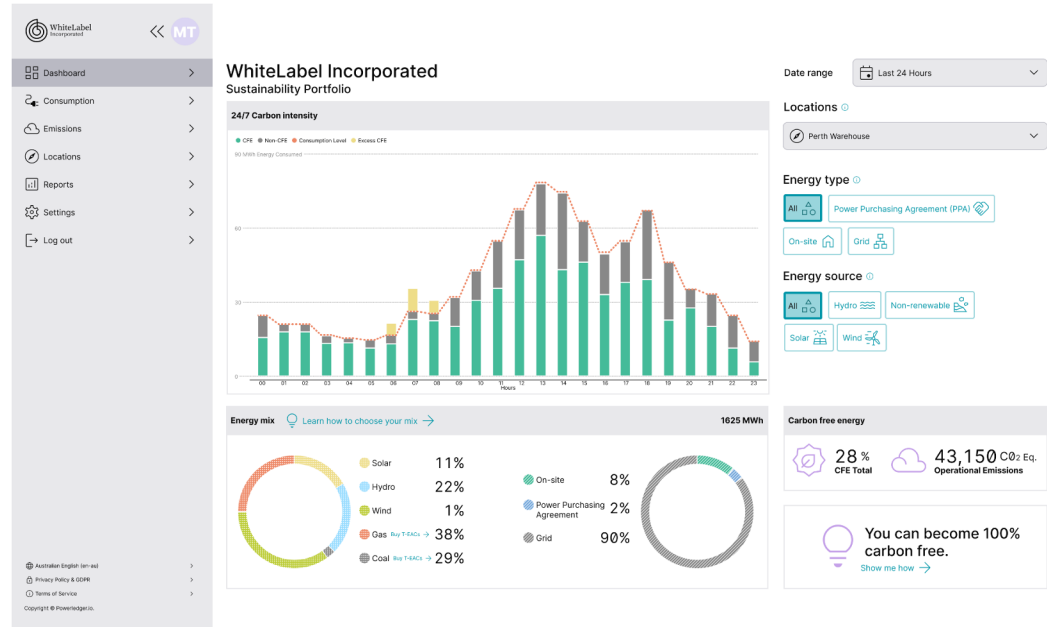 WhiteLabel
Incorporated
MT
Dashboard
Consumption
Emissions
Locations
Reports
Settings
Log out
Australian English (en-au)
Privacy Policy & GDPR
Terms of Service
Copyright © Powerledger.io.
WhiteLabel Incorporated
Sustainability Portfolio
24/7 Carbon intensity
CFE Non-CFE Consumption Level Excess CFE
90 MWh Energy Consumed
60
30
0
00 01 02 03 04 05 06 07 08 09 10 11 12 13 14 15 16 17 18 19 20 21 22 23
Hours
Date range
Last 24 Hours
Locations
Perth Warehouse
Energy type
All
Power Purchasing Agreement (PPA)
On-site
Grid
Energy source
All
Hydro
Non-renewable
Solar
Wind
Energy mix
Learn how to choose your mix
1625 MWh
Solar 11%
Hydro 22%
Wind 1%
Gas Buy T-EACs → 38%
Coal Buy T-EACs → 29%
On-site 8%
Power Purchasing
Agreement 2%
Grid 90%
Carbon free energy
28 %
CFE Total
43,150 CO2 Eq.
Operational Emissions
You can become 100%
carbon free.
Show me how